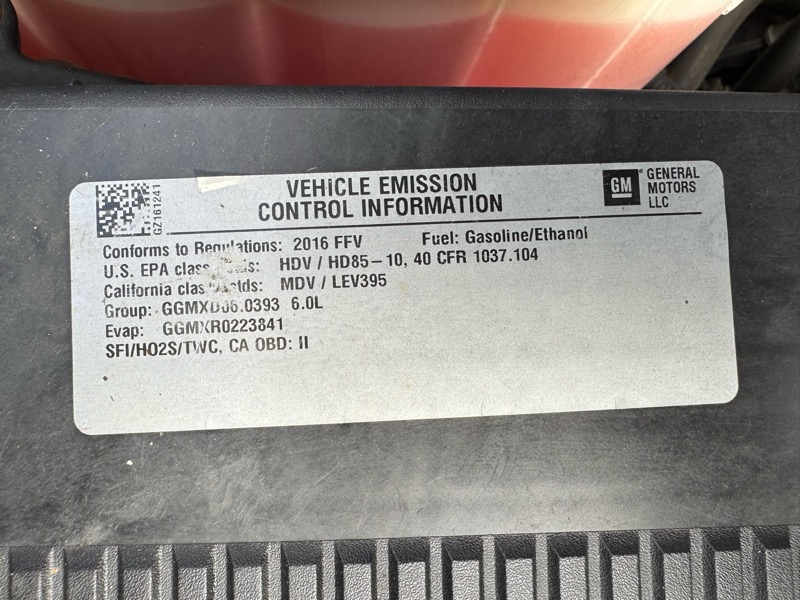 GZ161241
VEHICLE EMISSION
CONTROL INFORMATION
GM
GENERAL
MOTORS
LLC
Conforms to Regulations: 2016 FFV Fuel: Gasoline/Ethanol
U.S. EPA HDV / HD85-10, 40 CFR 1037.104
California MDV / LEV395
Group: 6.0L
Evap: GGMXR0223841
SFI/HO2S/TWC, CA OBD: II